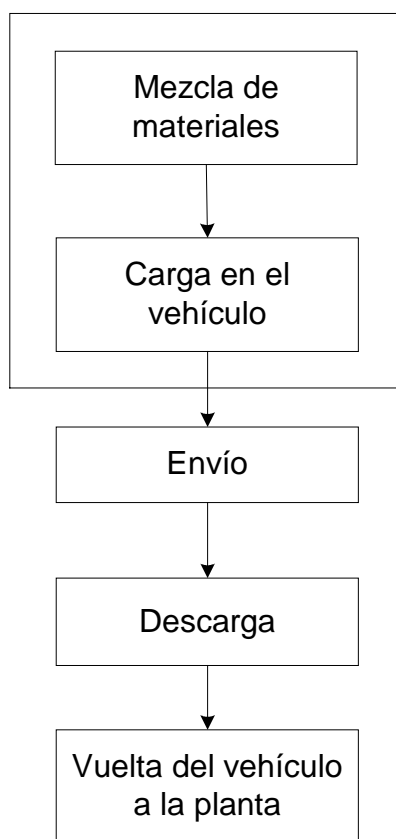 Mezcla de
materiales
Carga en el
vehículo
Envío
Descarga
Vuelta del vehículo
a la planta